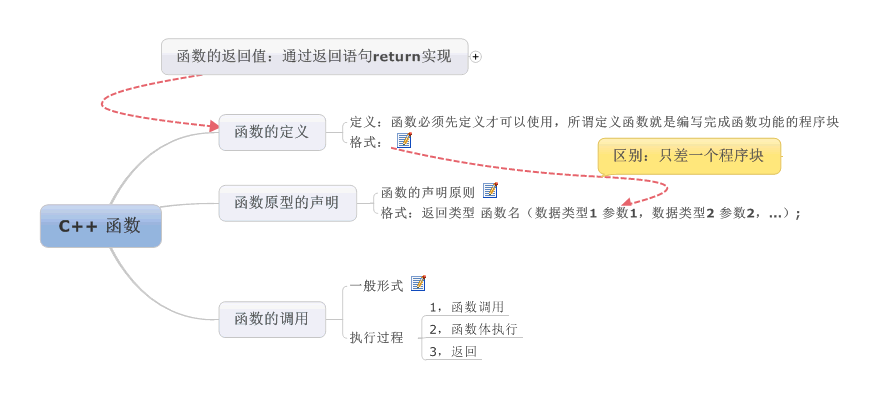 函数的返回值：通过返回语句return实现
函数的定义
定义：函数必须先定义才可以使用，所谓定义函数就是编写完成函数功能的程序块
格式：
区别：只差一个程序块
函数原型的声明
函数的声明原则
格式：返回类型 函数名（数据类型1 参数1，数据类型2 参数2，...）;
C++ 函数
函数的调用
一般形式
执行过程
1，函数调用
2，函数体执行
3，返回